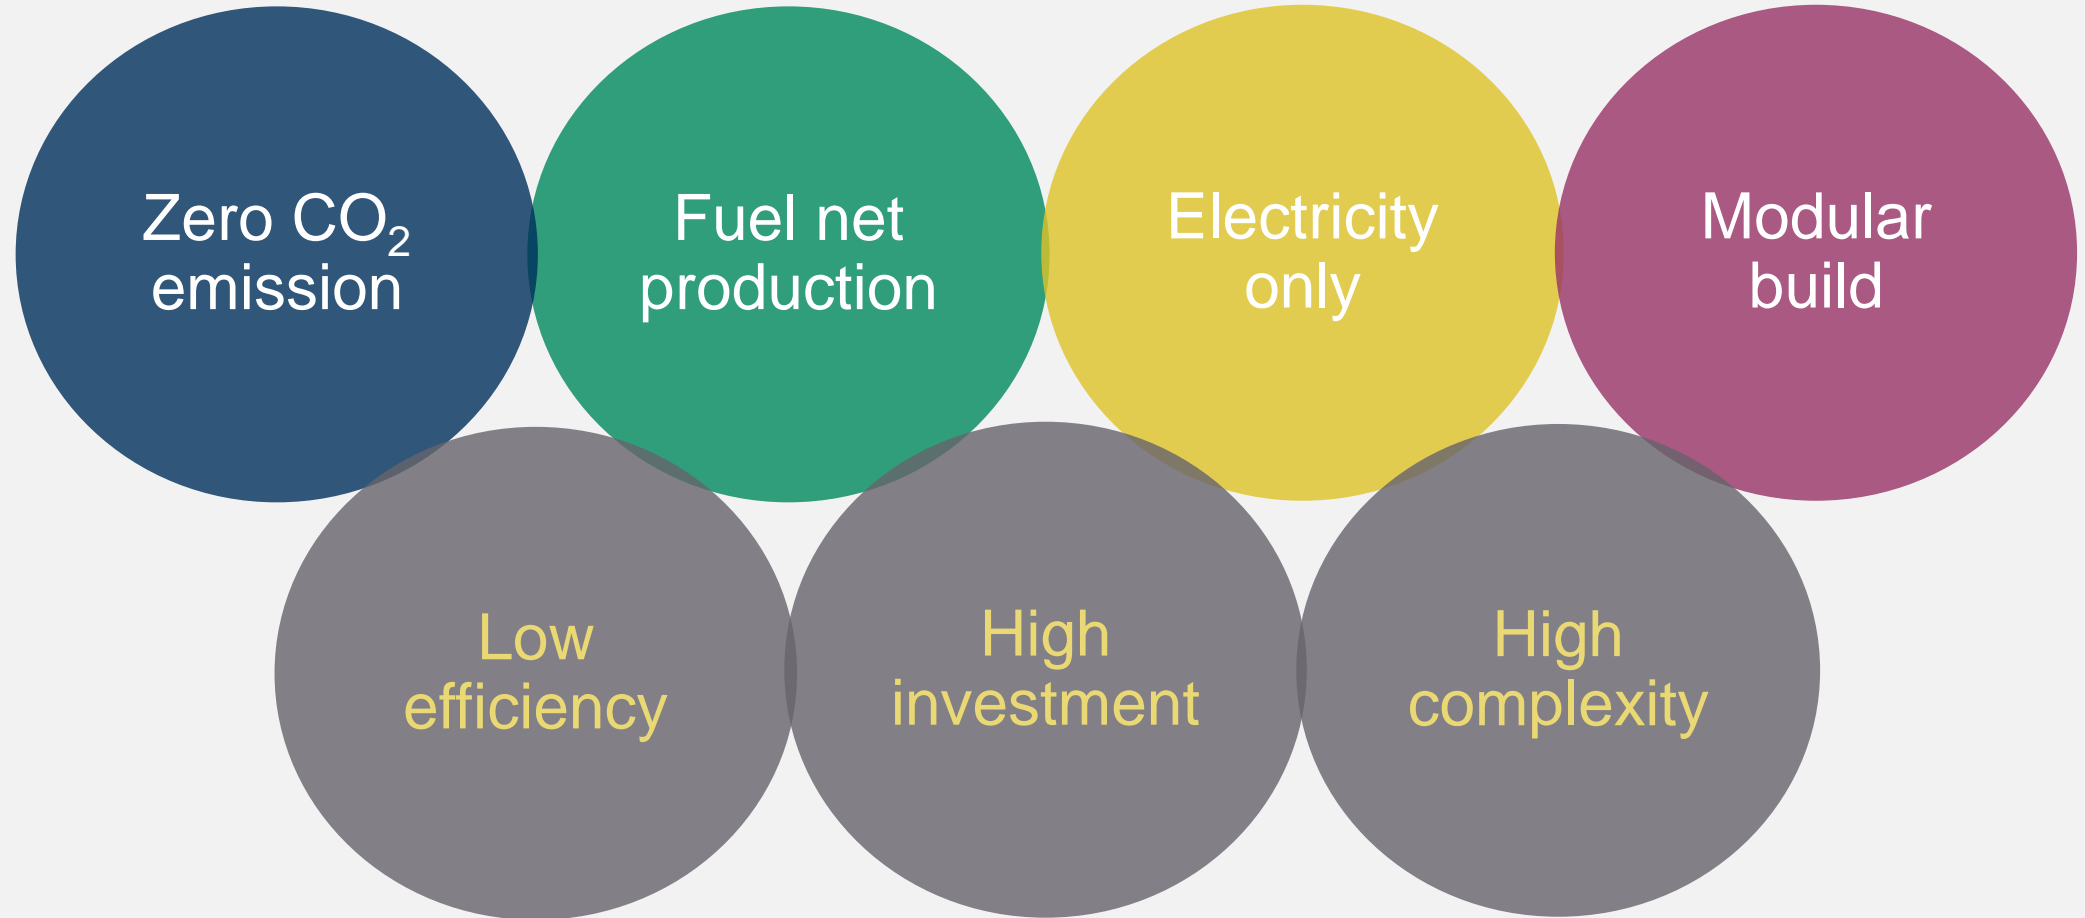 Zero CO₂
emission
Fuel net
production
Electricity
only
Modular
build
Low
efficiency
High
investment
High
complexity